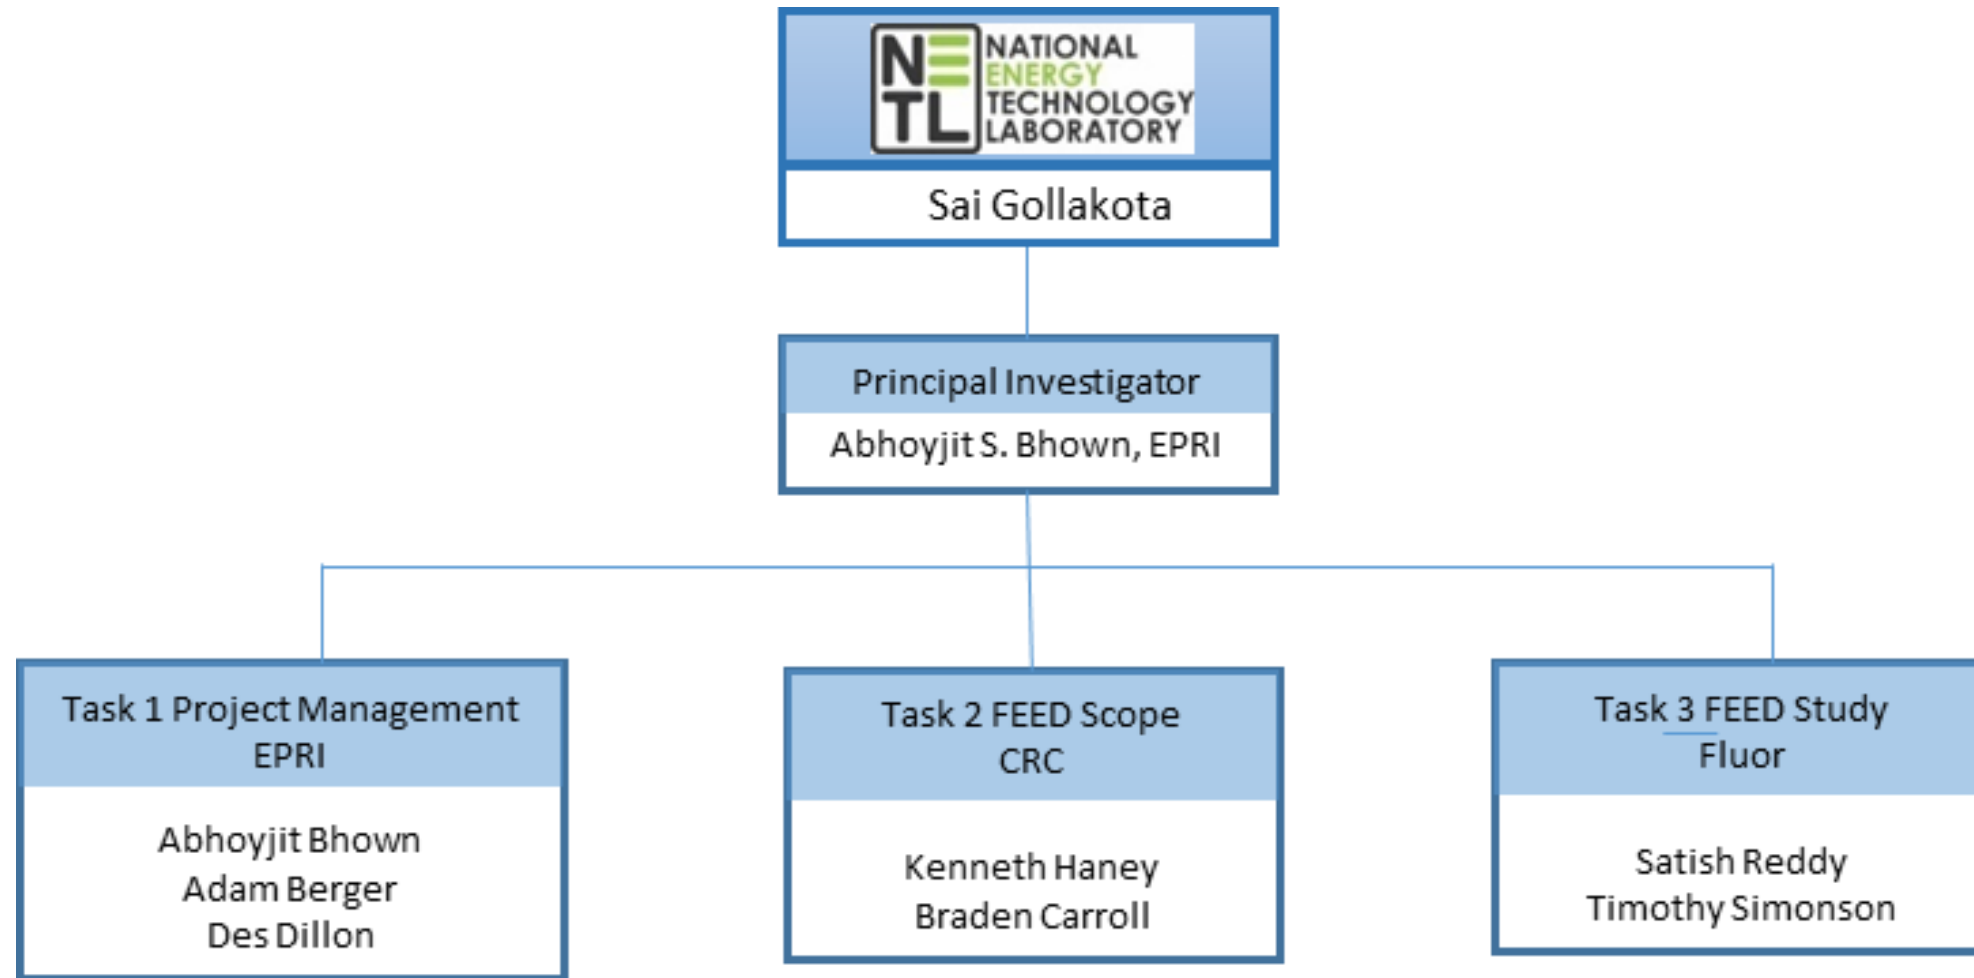 NE
TL
NATIONAL
ENERGY
TECHNOLOGY
LABORATORY
Sai Gollakota
Principal Investigator
Abhoyjit S. Bhown, EPRI
Task 1 Project Management
EPRI
Abhoyjit Bhown
Adam Berger
Des Dillon
Task 2 FEED Scope
CRC
Kenneth Haney
Braden Carroll
Task 3 FEED Study
Fluor
Satish Reddy
Timothy Simonson